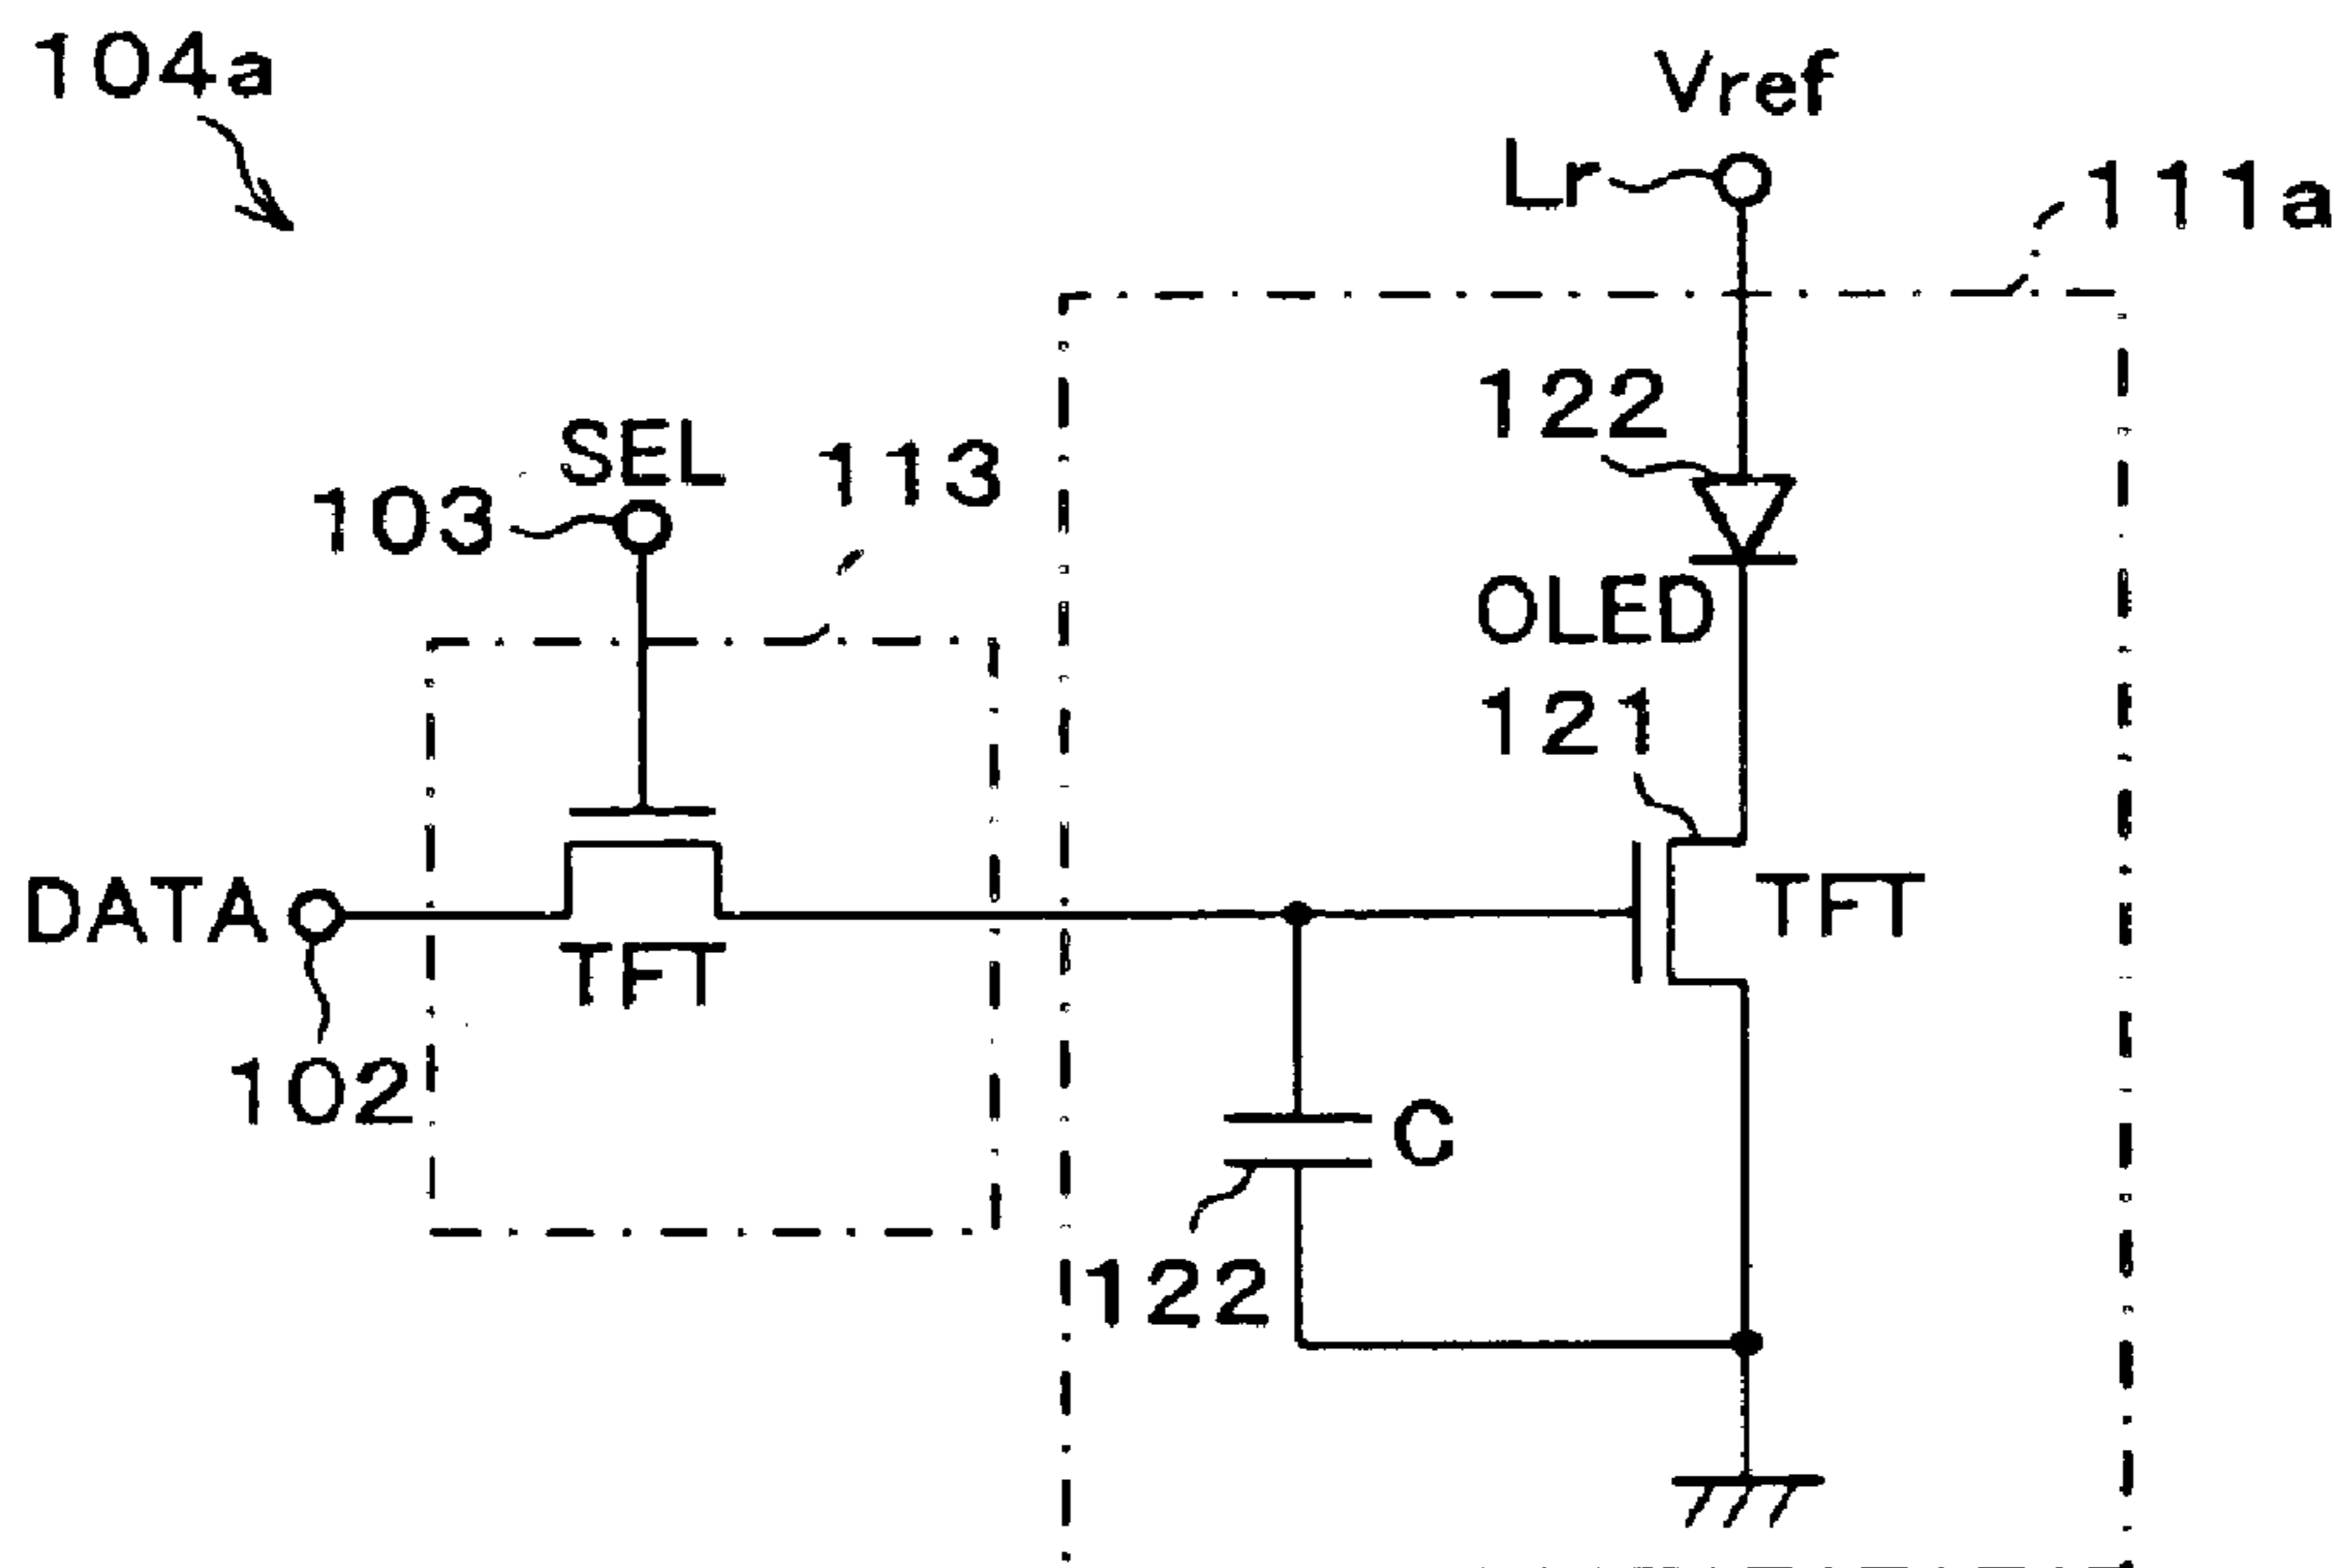 104a
Vref
Lr
111a
122
SEL
113
103
OLED
121
DATA
TFT
TFT
102
C
122